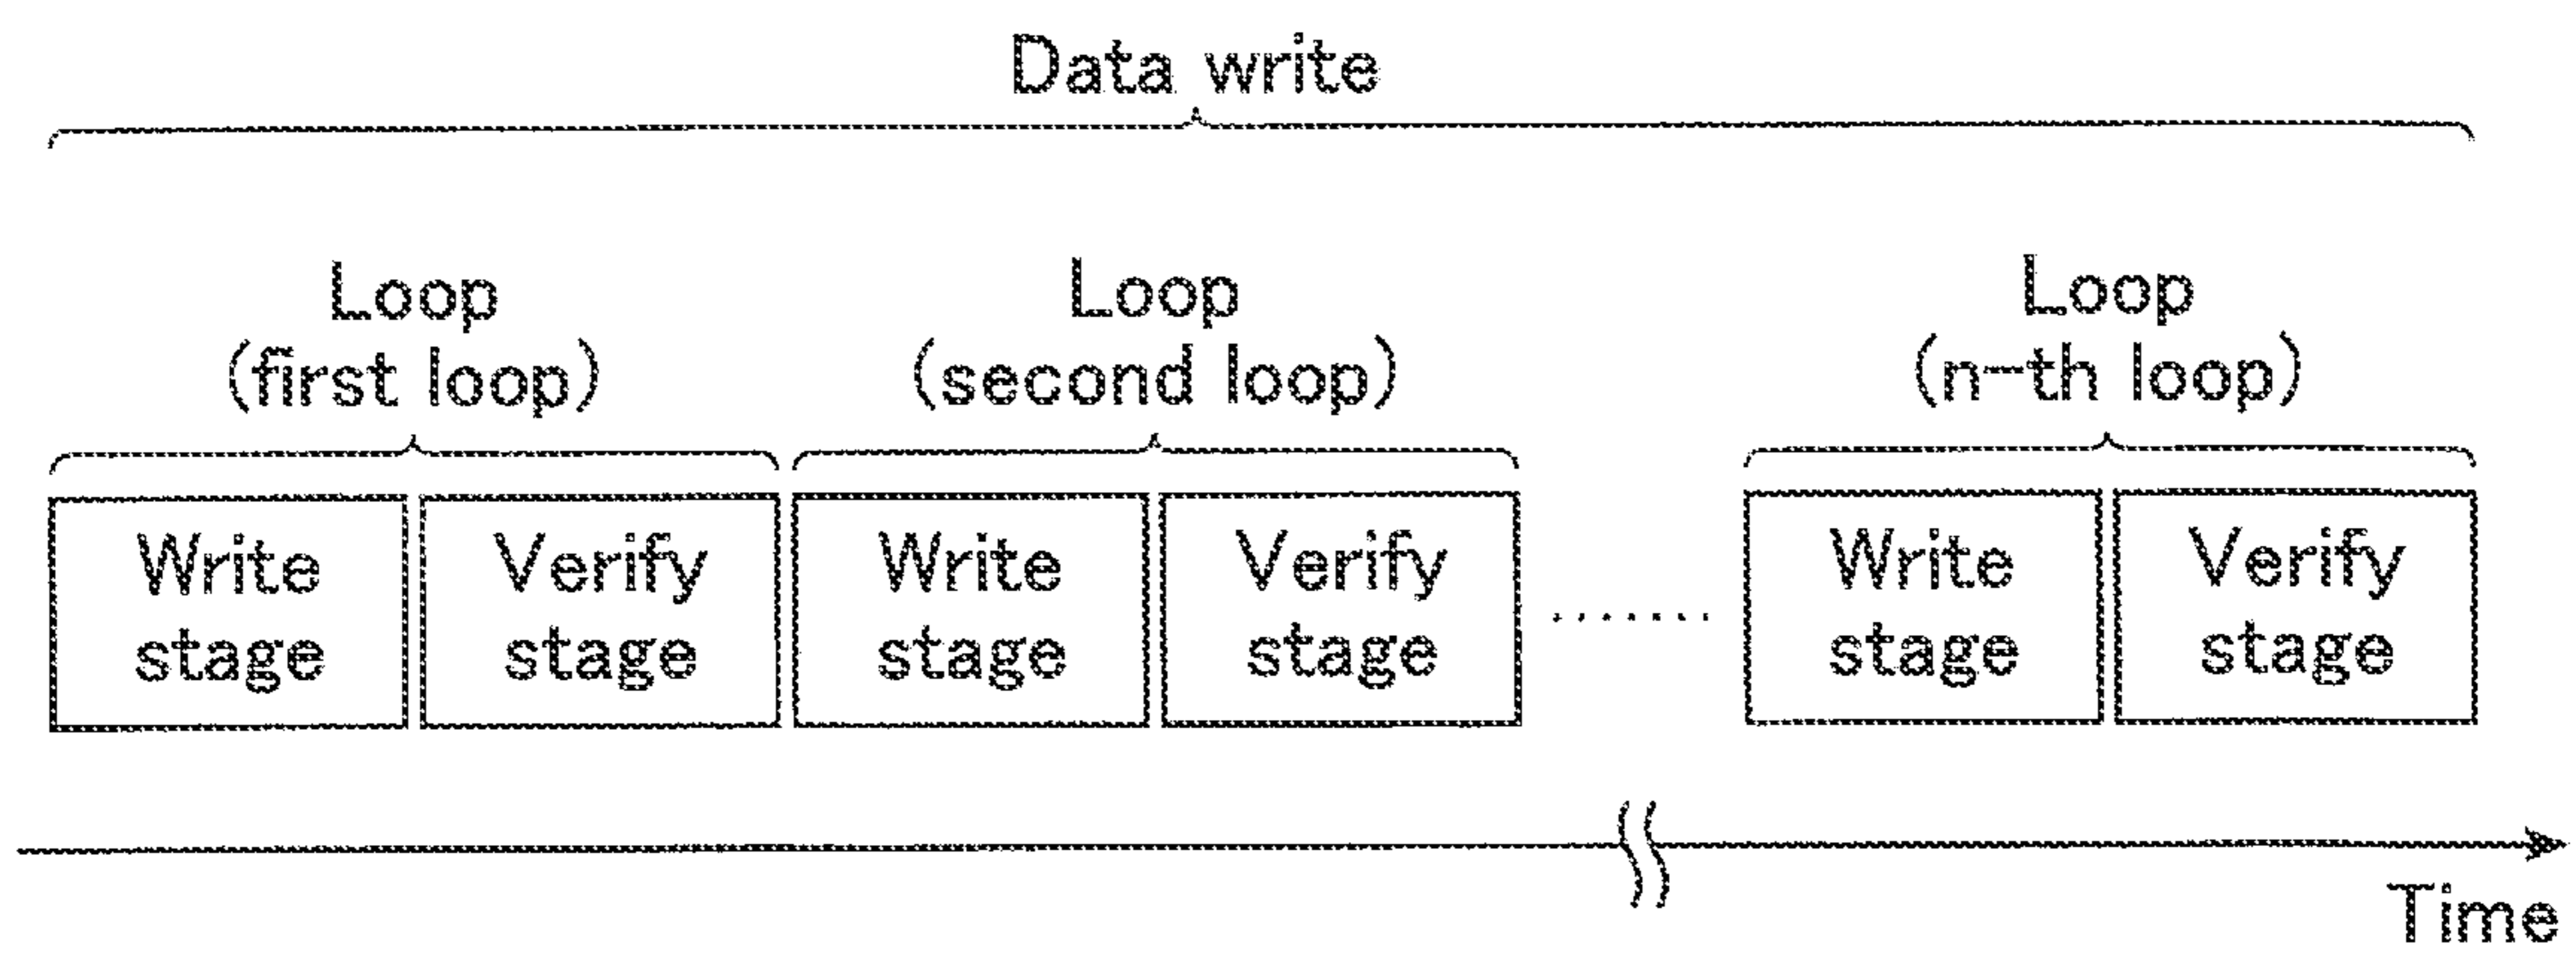 Data write
Loop
(first loop)
Loop
(second loop)
Loop
(n-th loop)
Write
stage
Verify
stage
Write
stage
Verify
stage
.......
Write
stage
Verify
stage
Time